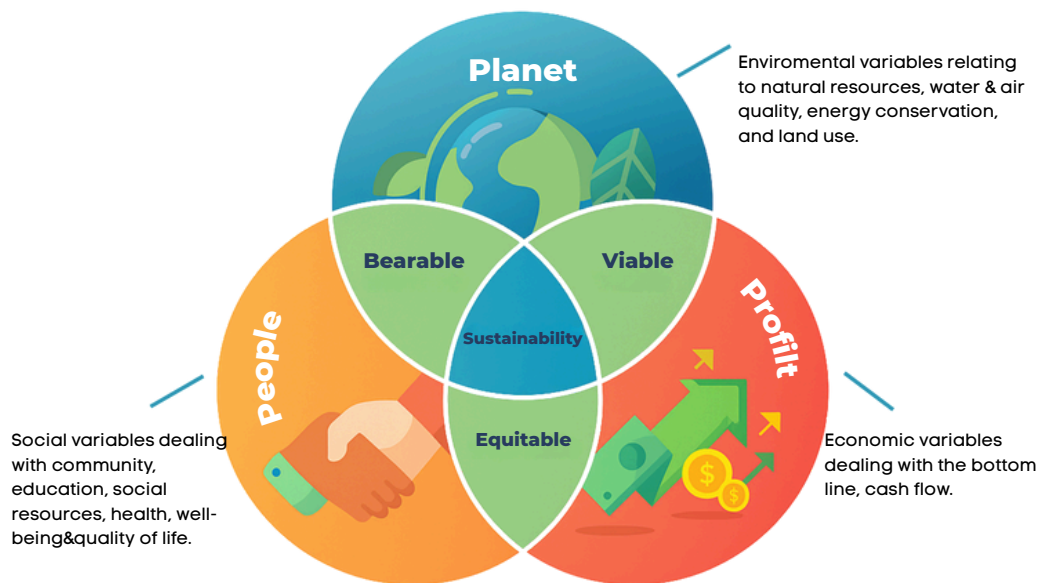 Planet
Enviromental variables relating
to natural resources, water & air
quality, energy conservation,
and land use.
Bearable
Viable
Sustainability
People
Profilt
Equitable
Social variables dealing
with community,
education, social
resources, health, well-
being&quality of life.
Economic variables
dealing with the bottom
line, cash flow.
$
$